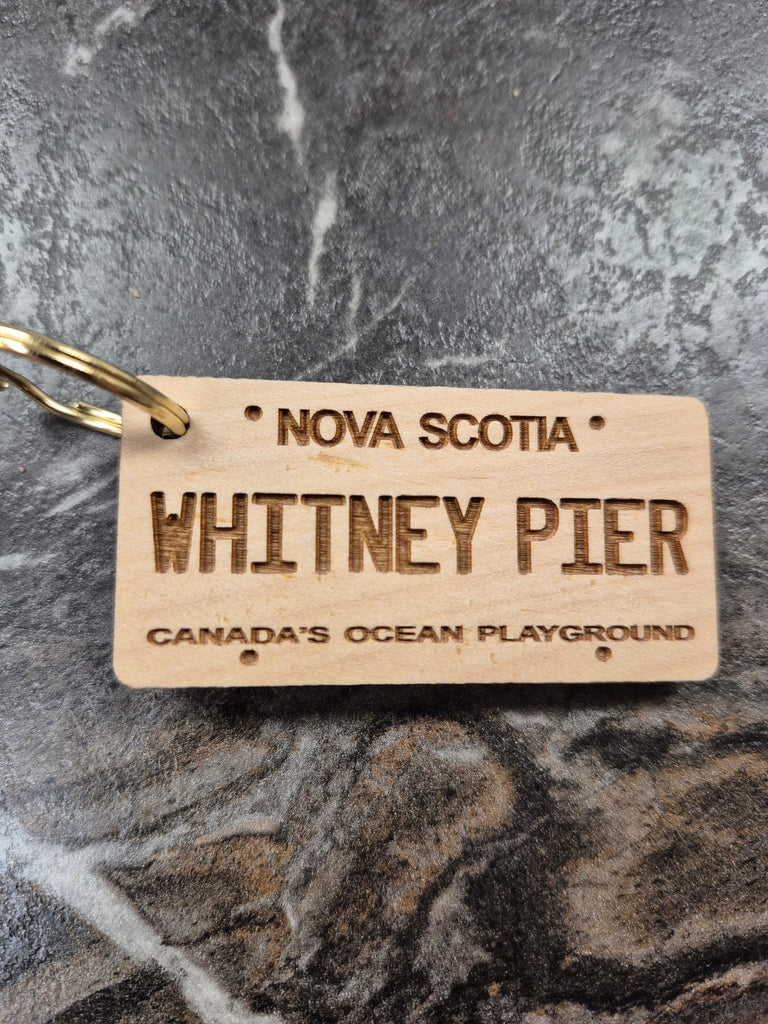 NOVA SCOTIA
WHITNEY PIER
CANADA'S OCEAN PLAYGROUND